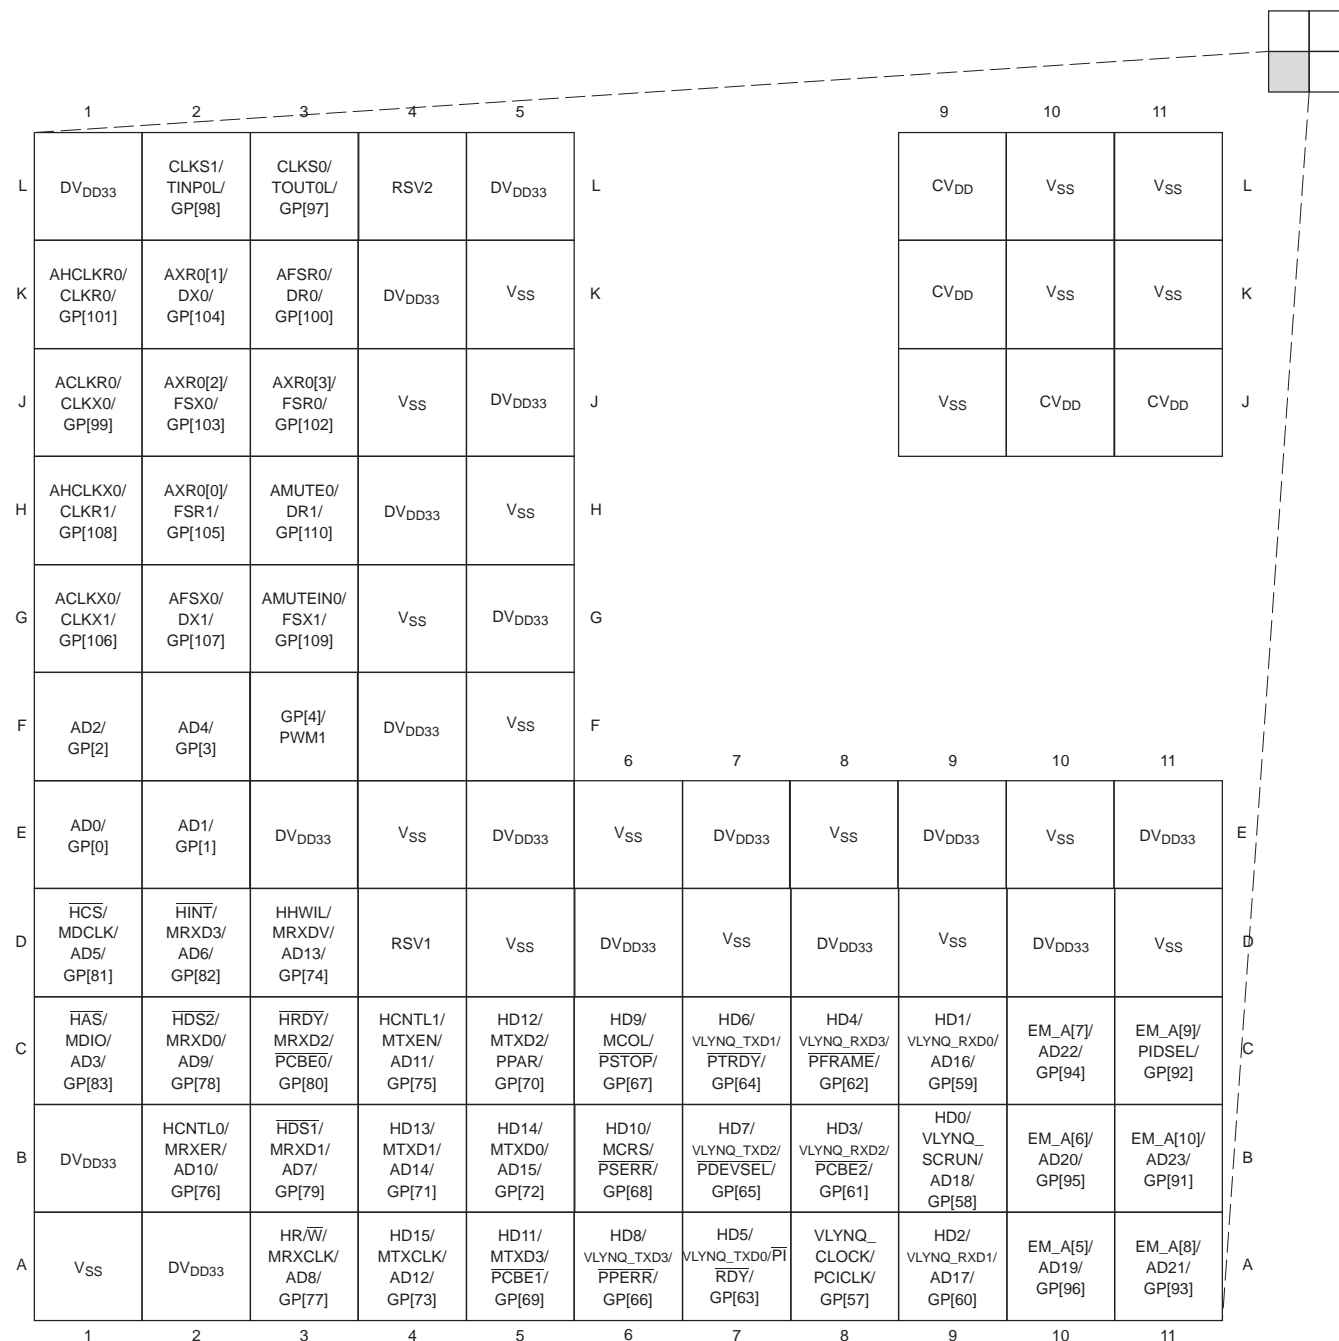 1 2 3 4 5 9 10 11
L DVDD33 CLKS1/ TINP0L/ GP[98] CLKS0/ TOUT0L/ GP[97] RSV2 DVDD33 L CVDD VSS VSS L
K AHCLKR0/ CLKR0/ GP[101] AXR0[1]/ DX0/ GP[104] AFSR0/ DR0/ GP[100] DVDD33 VSS K CVDD VSS VSS K
J ACLKR0/ CLKX0/ GP[99] AXR0[2]/ FSX0/ GP[103] AXR0[3]/ FSR0/ GP[102] VSS DVDD33 J VSS CVDD CVDD J
H AHCLKX0/ CLKR1/ GP[108] AXR0[0]/ FSR1/ GP[105] AMUTE0/ DR1/ GP[110] DVDD33 VSS H
G ACLKX0/ CLKX1/ GP[106] AFSX0/ DX1/ GP[107] AMUTEIN0/ FSX1/ GP[109] VSS DVDD33 G
F AD2/ GP[2] AD4/ GP[3] GP[4]/ PWM1 DVDD33 VSS F
6 7 8 9 10 11
E AD0/ GP[0] AD1/ GP[1] DVDD33 VSS DVDD33 VSS DVDD33 VSS DVDD33 VSS DVDD33 E
D HCS/ MDCLK/ AD5/ GP[81] HINT/ MRXD3/ AD6/ GP[82] HHWIL/ MRXDV/ AD13/ GP[74] RSV1 VSS DVDD33 VSS DVDD33 VSS DVDD33 VSS D
C HAS/ MDIO/ AD3/ GP[83] HDS2/ MRXD0/ AD9/ GP[78] HRDY/ MRXD2/ PCBE0/ GP[80] HCNTL1/ MTXEN/ AD11/ GP[75] HD12/ MTXD2/ PPAR/ GP[70] HD9/ MCOL/ PSTOP/ GP[67] HD6/ VLYNQ_TXD1/ PTRDY/ GP[64] HD4/ VLYNQ_RXD3/ PFRAME/ GP[62] HD1/ VLYNQ_RXD0/ AD16/ GP[59] EM_A[7]/ AD22/ GP[94] EM_A[9]/ PIDSEL/ GP[92] C
B DVDD33 HCNTL0/ MRXER/ AD10/ GP[76] HDS1/ MRXD1/ AD7/ GP[79] HD13/ MTXD1/ AD14/ GP[71] HD14/ MTXD0/ AD15/ GP[72] HD10/ MCRS/ PSERR/ GP[68] HD7/ VLYNQ_TXD2/ PDEVSEL/ GP[65] HD3/ VLYNQ_RXD2/ PCBE2/ GP[61] HD0/ VLYNQ_ SCRUN/ AD18/ GP[58] EM_A[6]/ AD20/ GP[95] EM_A[10]/ AD23/ GP[91] B
A VSS DVDD33 HR/W/ MRXCLK/ AD8/ GP[77] HD15/ MTXCLK/ AD12/ GP[73] HD11/ MTXD3/ PCBE1/ GP[69] HD8/ VLYNQ_TXD3/ PPERR/ GP[66] HD5/ VLYNQ_TXD0/PI RDY/ GP[63] VLYNQ_ CLOCK/ PCICLK/ GP[57] HD2/ VLYNQ_RXD1/ AD17/ GP[60] EM_A[5]/ AD19/ GP[96] EM_A[8]/ AD21/ GP[93] A
1 2 3 4 5 6 7 8 9 10 11